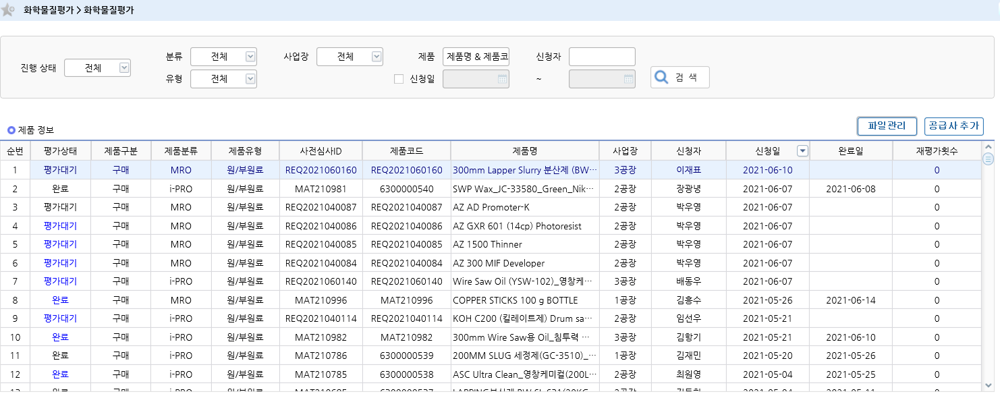 화학물질평가 > 화학물질평가
분류 전체 사업장 전체 제품 제품명 & 제품코 신청자
진행 상태 전체
유형 전체 신청일 ~ 검 색
제품 정보 파일관리 공급사 추가
순번 평가상태 제품구분 제품분류 제품유형 사전심사ID 제품코드 제품명 사업장 신청자 신청일 완료일 재평가횟수
1 평가대기 구매 MRO 원/부원료 REQ2021060160 REQ2021060160 300mm Lapper Slurry 분산제 (BW··· 3공장 이재표 2021-06-10 0
2 완료 구매 i-PRO 원/부원료 MAT210981 6300000540 SWP Wax_JC-33580_Green_Nik··· 2공장 장광녕 2021-06-07 2021-06-08 0
3 평가대기 구매 MRO 원/부원료 REQ2021040087 REQ2021040087 AZ AD Promoter-K 2공장 박우영 2021-06-07 0
4 평가대기 구매 MRO 원/부원료 REQ2021040086 REQ2021040086 AZ GXR 601 (14cp) Photoresist 2공장 박우영 2021-06-07 0
5 평가대기 구매 MRO 원/부원료 REQ2021040085 REQ2021040085 AZ 1500 Thinner 2공장 박우영 2021-06-07 0
6 평가대기 구매 MRO 원/부원료 REQ2021040084 REQ2021040084 AZ 300 MIF Developer 2공장 박우영 2021-06-07 0
7 평가대기 구매 i-PRO 원/부원료 REQ2021060140 REQ2021060140 Wire Saw Oil (YSW-102)_영창케··· 3공장 배동우 2021-06-07 0
8 완료 구매 MRO 원/부원료 MAT210996 MAT210996 COPPER STICKS 100 g BOTTLE 1공장 김흥수 2021-05-26 2021-06-14 0
9 평가대기 구매 i-PRO 원/부원료 REQ2021040114 REQ2021040114 KOH C200 (킬레이트제) Drum sa··· 2공장 임선우 2021-05-21 0
10 완료 구매 i-PRO 원/부원료 MAT210982 MAT210982 300mm Wire Saw용 Oil_침투력 ··· 3공장 김항기 2021-05-21 2021-06-10 0
11 완료 구매 i-PRO 원/부원료 MAT210786 6300000539 200MM SLUG 세정제(GC-3510)_··· 1공장 김재민 2021-05-20 2021-05-26 0
12 완료 구매 i-PRO 원/부원료 MAT210785 6300000538 ASC Ultra Clean_영창케미컬(200L··· 2공장 최원영 2021-05-04 2021-05-25 0